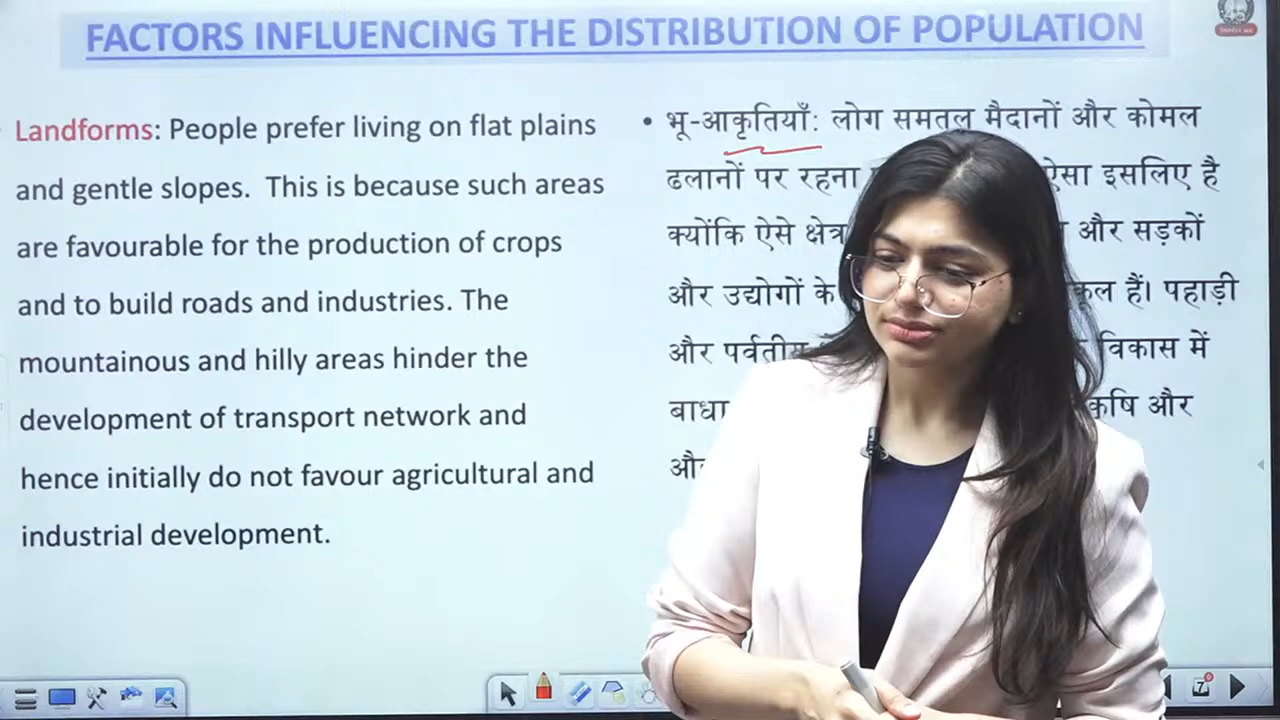 FACTORS INFLUENCING THE DISTRIBUTION OF POPULATION
Landforms: People prefer living on flat plains
and gentle slopes. This is because such areas
are favourable for the production of crops
and to build roads and industries. The
mountainous and hilly areas hinder the
development of transport network and
hence initially do not favour agricultural and
industrial development.
• भू-आकृतियाँ: लोग समतल मैदानों और कोमल
ढलानों पर रहना ऐसा इसलिए है
क्योंकि ऐसे क्षेत्र और सड़कों
और उद्योगों के हैं। पहाड़ी
और पर्वतीय विकास में
बाधा कृषि और
7